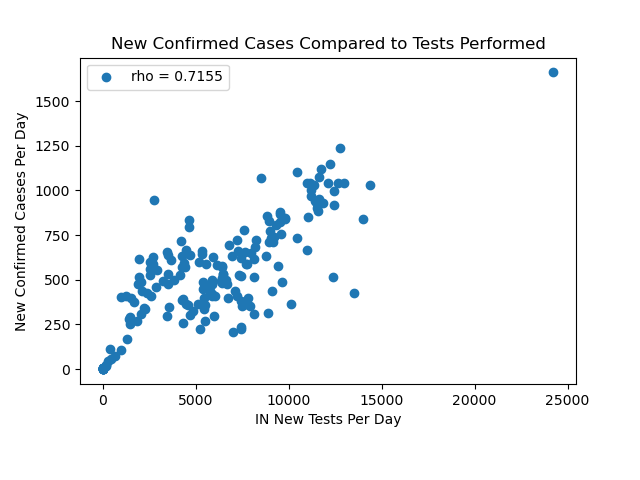 New Confirmed Cases Compared to Tests Performed
rho = 0.7155
New Confirmed Caeses Per Day
1500
1250
1000
750
500
250
0
0 5000 10000 15000 20000 25000
IN New Tests Per Day